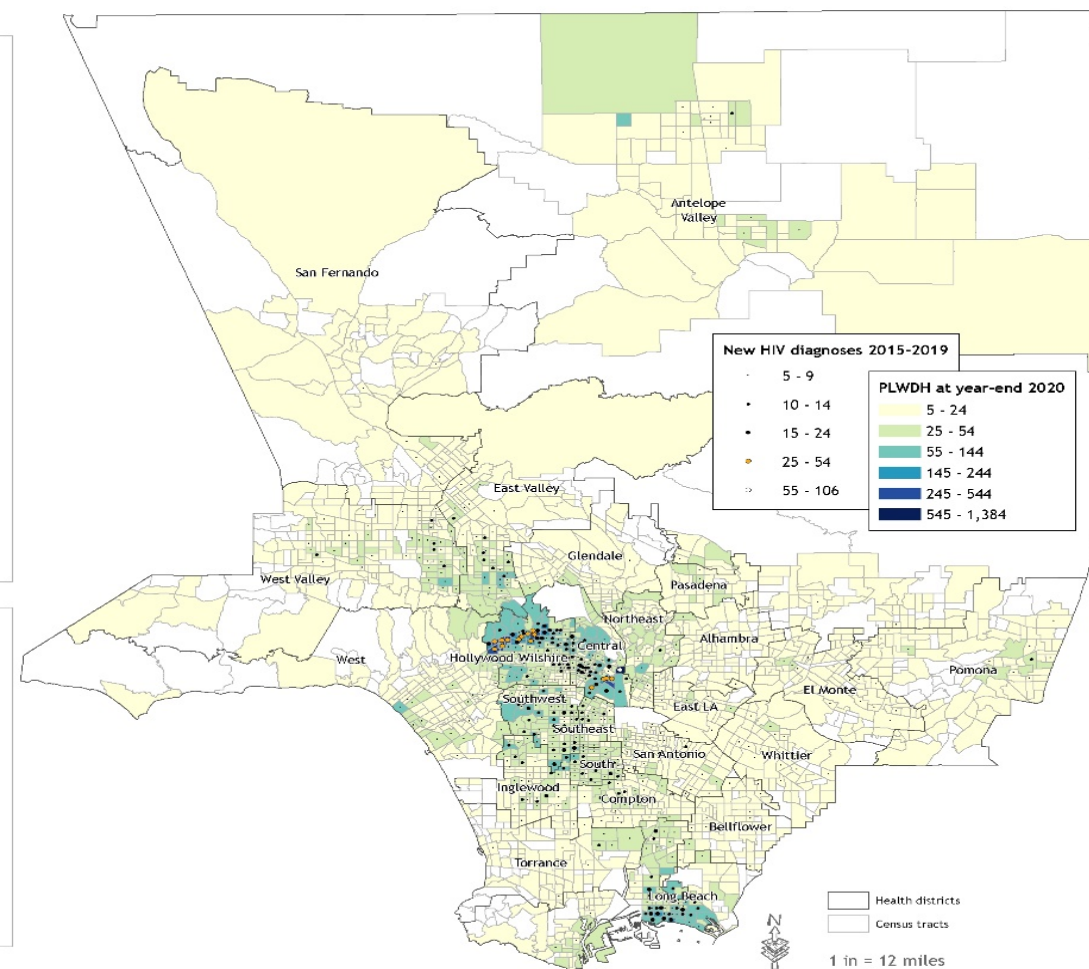 Antelope
Valley
San Fernando
New HIV diagnoses 2015-2019
5 - 9
10 - 14
15 - 24
25 - 54
55 - 106
PLWDH at year-end 2020
5 - 24
25 - 54
55 - 144
145 - 244
245 - 544
545 - 1,384
East Valley
Glendale
West Valley
Pasadena
Northeast
Alhambra
Central
Hollywood Wilshire
West
Pomona
El Monte
Southwest
East LA
Southeast
San Antonio
Whittier
South
Inglewood
Compton
Bellflower
Torrance
Long Beach
Health districts
Census tracts
N
1 in = 12 miles